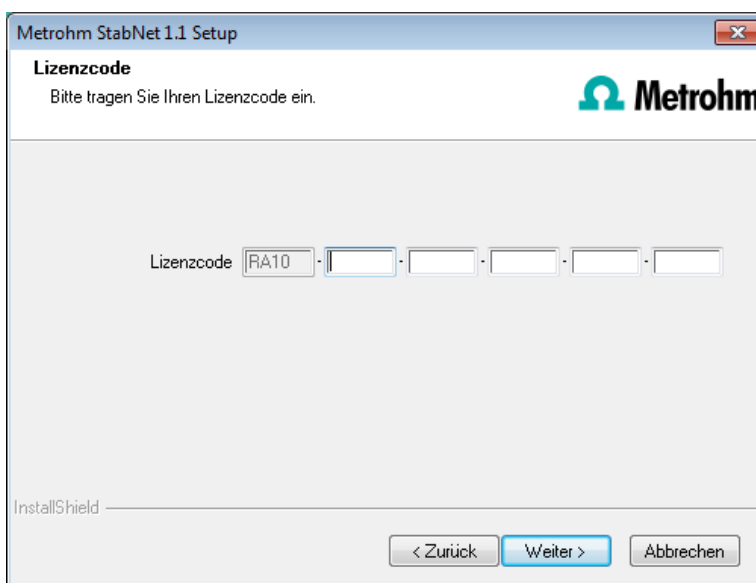 Metrohm StabNet 1.1 Setup
Lizenzcode
Bitte tragen Sie Ihren Lizenzcode ein.
Metrohm
Lizenzcode RA10 - - - - -
InstallShield
< Zurück Weiter > Abbrechen